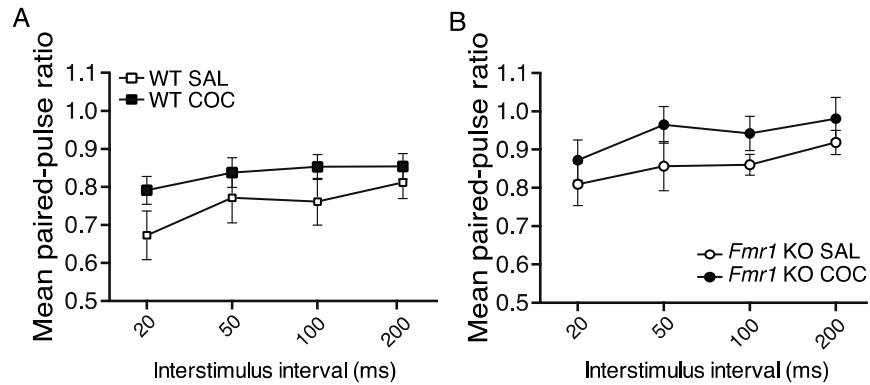 A
Mean paired-pulse ratio
1.1
1.0
0.9
0.8
0.7
0.6
0.5
WT SAL
WT COC
20
50
100
200
Interstimulus interval (ms)
B
Mean paired-pulse ratio
1.1
1.0
0.9
0.8
0.7
0.6
0.5
Fmr1 KO SAL
Fmr1 KO COC
20
50
100
200
Interstimulus interval (ms)